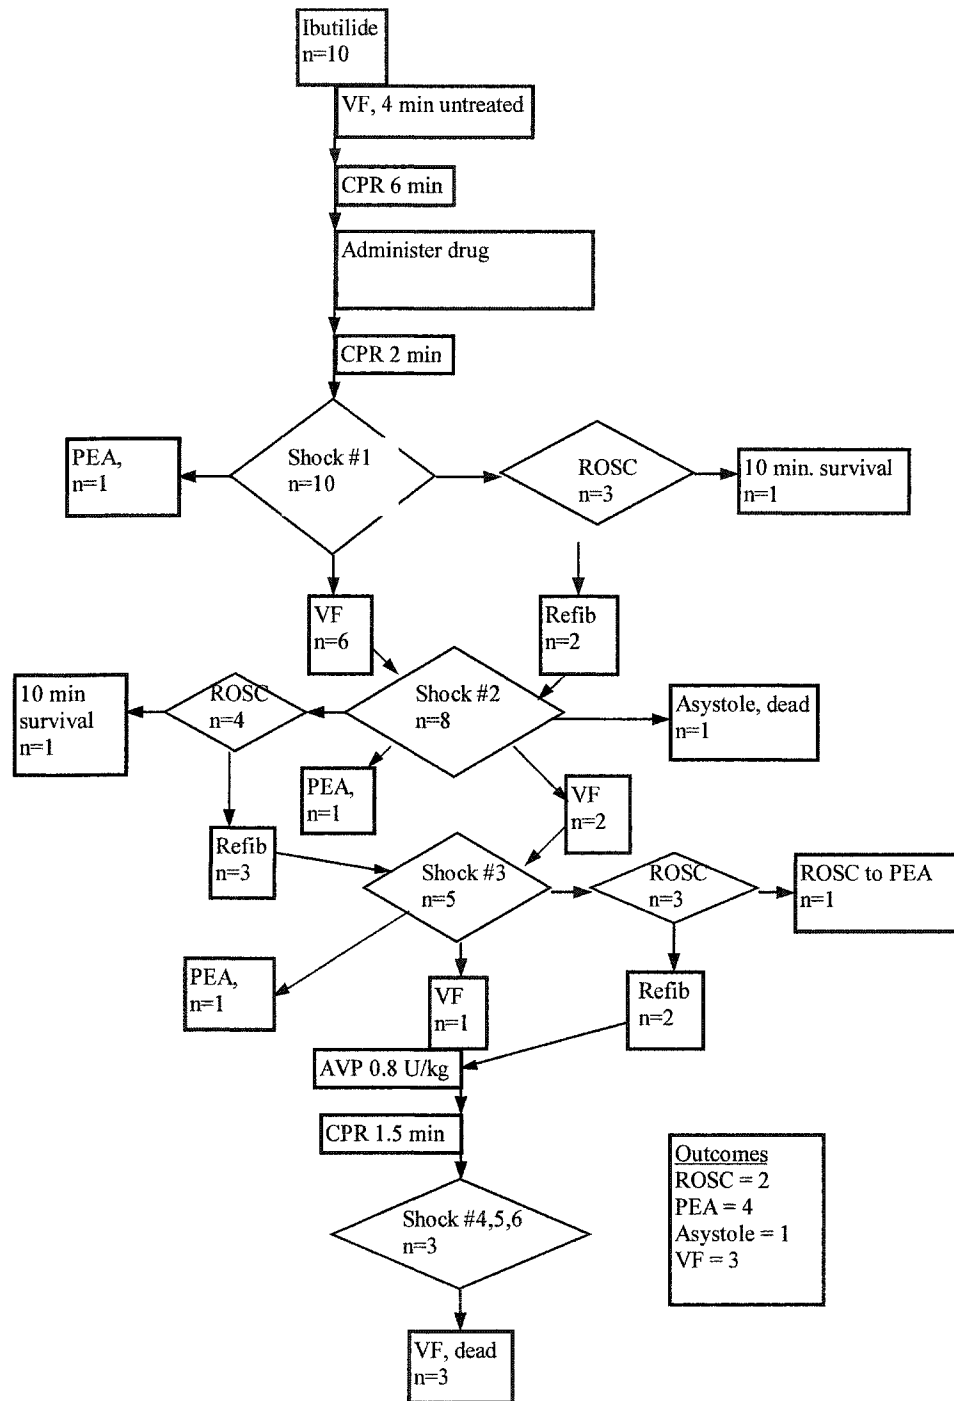 Ibutilide
n=10
VF, 4 min untreated
CPR 6 min
Administer drug
CPR 2 min
PEA,
n=1
Shock #1
n=10
ROSC
n=3
10 min. survival
n=1
VF
n=6
Refib
n=2
10 min
survival
n=1
ROSC
n=4
Shock #2
n=8
Asystole, dead
n=1
PEA,
n=1
VF
n=2
Refib
n=3
Shock #3
n=5
ROSC
n=3
ROSC to PEA
n=1
PEA,
n=1
VF
n=1
Refib
n=2
AVP 0.8 U/kg
CPR 1.5 min
Shock #4,5,6
n=3
Outcomes
ROSC = 2
PEA = 4
Asystole = 1
VF = 3
VF, dead
n=3